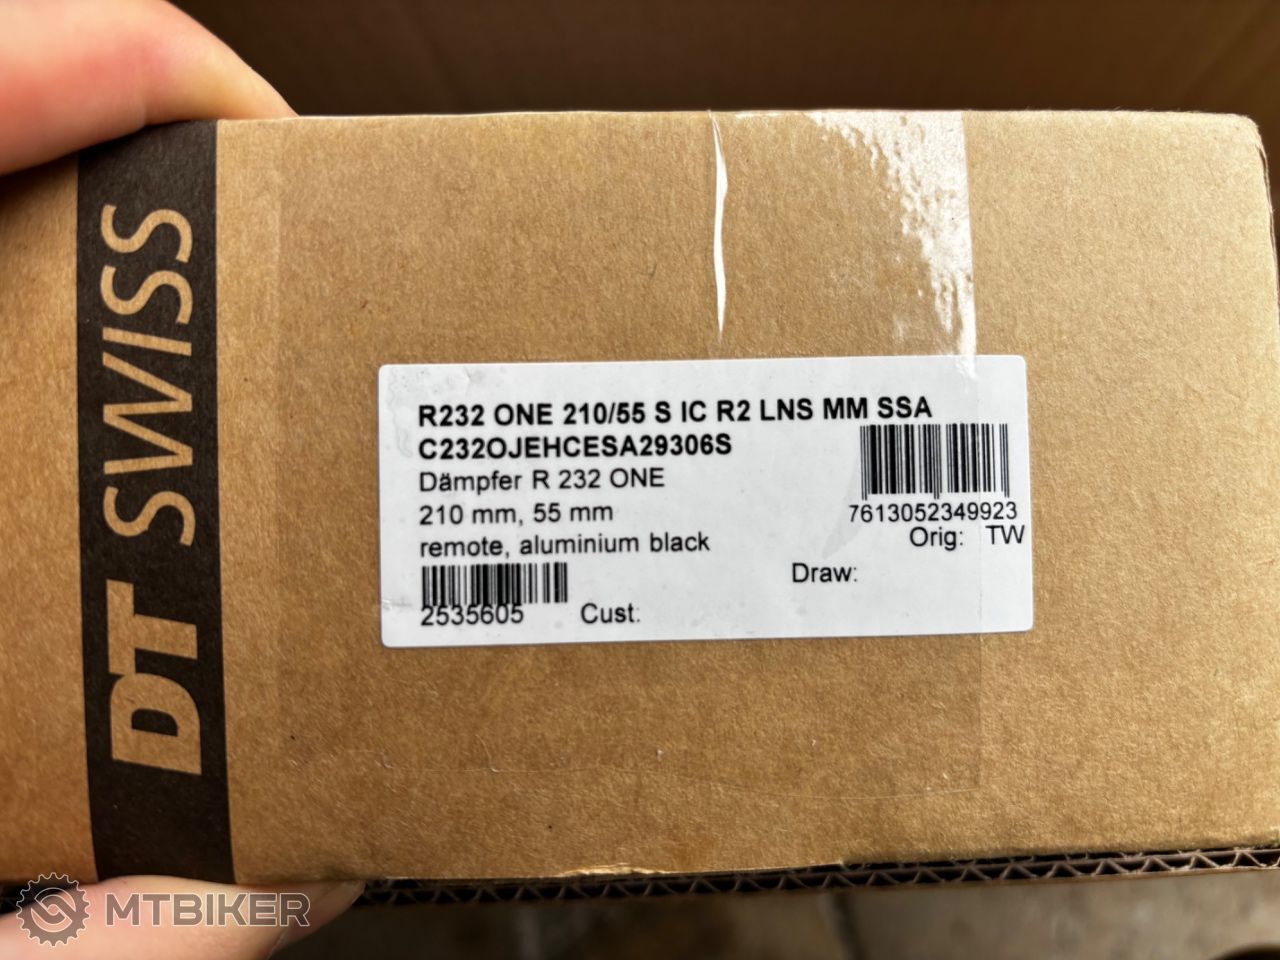 DT SWISS
R232 ONE 210/55 S IC R2 LNS MM SSA
C232OJEHCESA29306S
Dämpfer R 232 ONE
210 mm, 55 mm
7613052349923
remote, aluminium black
Orig: TW
Draw:
2535605
Cust.
MTBIKER